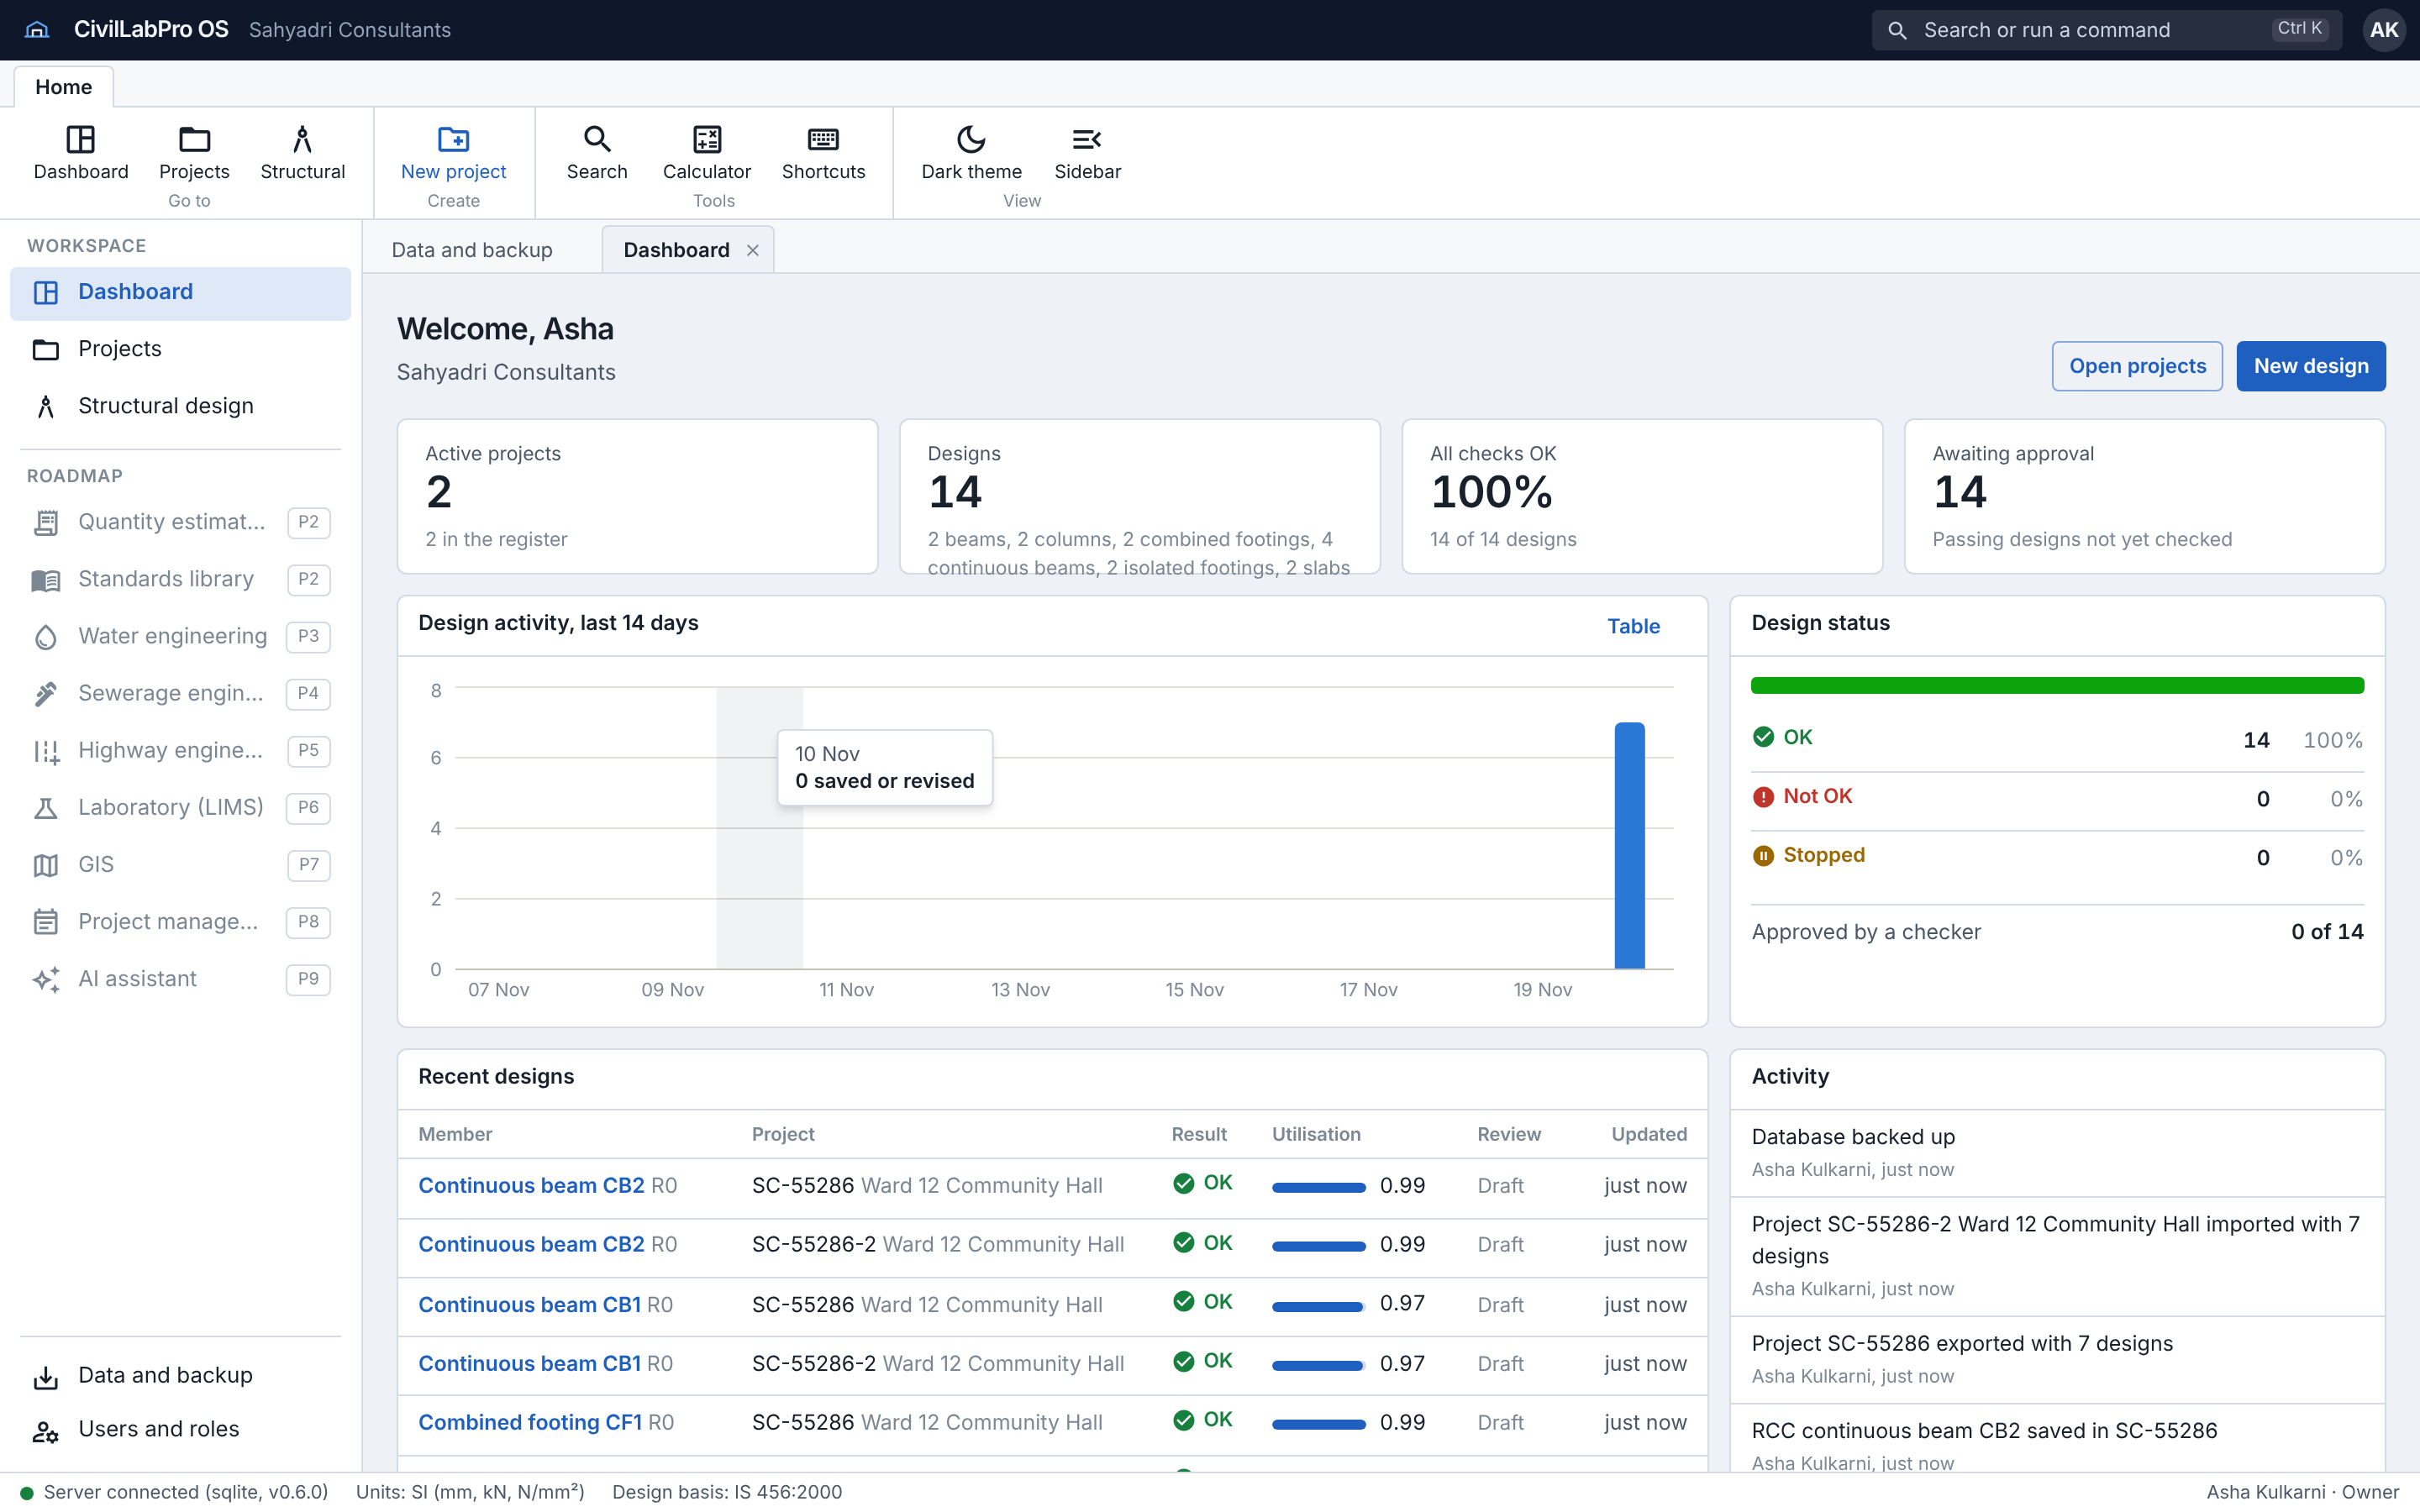 CivilLabPro OS Sahyadri Consultants
Search or run a command Ctrl K AK
Home
Dashboard Projects Structural
Go to
New project
Create
Search Calculator Shortcuts
Tools
Dark theme Sidebar
View
WORKSPACE
Dashboard
Projects
Structural design
ROADMAP
Quantity estimat... P2
Standards library P2
Water engineering P3
Sewerage engin... P4
Highway engine... P5
Laboratory (LIMS) P6
GIS P7
Project manage... P8
AI assistant P9
Data and backup
Users and roles
Data and backup Dashboard
Welcome, Asha
Sahyadri Consultants
Open projects New design
Active projects
2
2 in the register
Designs
14
2 beams, 2 columns, 2 combined footings, 4
continuous beams, 2 isolated footings, 2 slabs
All checks OK
100%
14 of 14 designs
Awaiting approval
14
Passing designs not yet checked
Design activity, last 14 days Table
8
6
4
2
0
10 Nov
0 saved or revised
07 Nov 09 Nov 11 Nov 13 Nov 15 Nov 17 Nov 19 Nov
Design status
OK 14 100%
Not OK 0 0%
Stopped 0 0%
Approved by a checker 0 of 14
Recent designs
Member Project Result Utilisation Review Updated
Continuous beam CB2 R0 SC-55286 Ward 12 Community Hall OK 0.99 Draft just now
Continuous beam CB2 R0 SC-55286-2 Ward 12 Community Hall OK 0.99 Draft just now
Continuous beam CB1 R0 SC-55286 Ward 12 Community Hall OK 0.97 Draft just now
Continuous beam CB1 R0 SC-55286-2 Ward 12 Community Hall OK 0.97 Draft just now
Combined footing CF1 R0 SC-55286 Ward 12 Community Hall OK 0.99 Draft just now
Activity
Database backed up
Asha Kulkarni, just now
Project SC-55286-2 Ward 12 Community Hall imported with 7
designs
Asha Kulkarni, just now
Project SC-55286 exported with 7 designs
Asha Kulkarni, just now
RCC continuous beam CB2 saved in SC-55286
Asha Kulkarni, just now
Server connected (sqlite, v0.6.0) Units: SI (mm, kN, N/mm²) Design basis: IS 456:2000
Asha Kulkarni · Owner